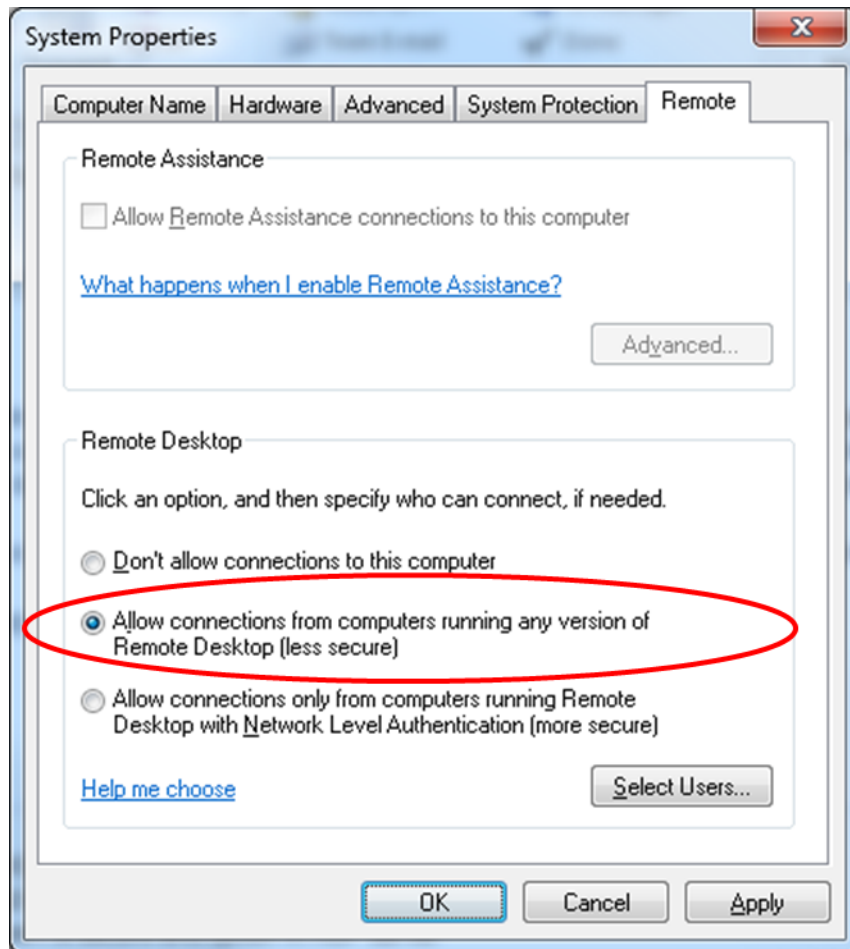 System Properties
Computer Name Hardware Advanced System Protection Remote
Remote Assistance
Allow Remote Assistance connections to this computer
What happens when I enable Remote Assistance?
Advanced...
Remote Desktop
Click an option, and then specify who can connect, if needed.
Don't allow connections to this computer
Allow connections from computers running any version of
Remote Desktop (less secure)
Allow connections only from computers running Remote
Desktop with Network Level Authentication (more secure)
Help me choose
Select Users...
OK Cancel Apply